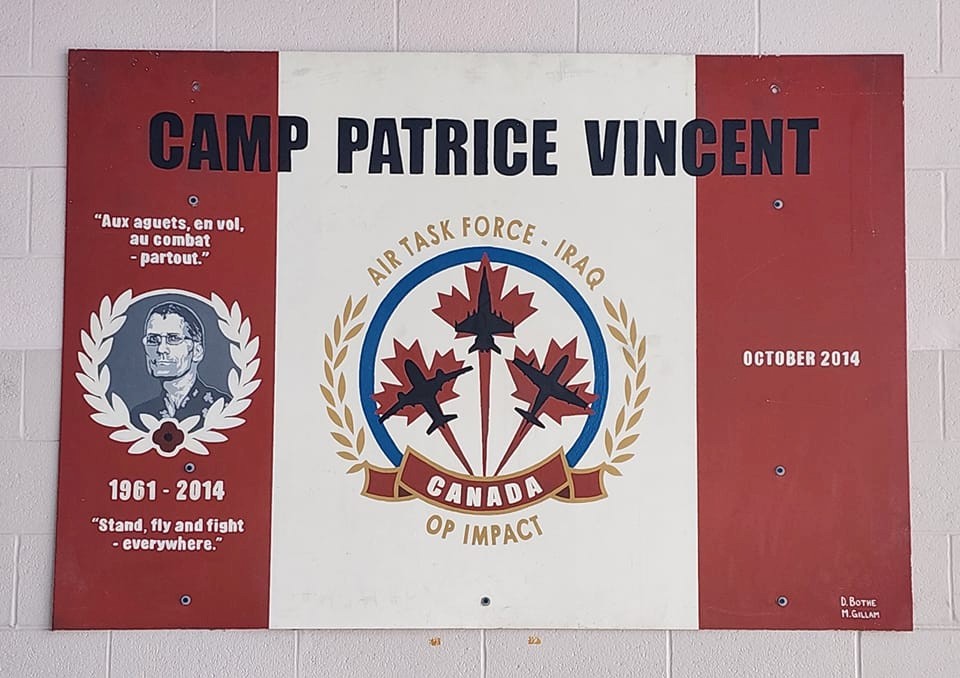 CAMP PATRICE VINCENT
“Aux aguets, en vol,
au combat
- partout.”
1961 - 2014
“Stand, fly and fight
- everywhere.”
AIR TASK FORCE - IRAQ
CANADA
OP IMPACT
OCTOBER 2014
D. BOTHE
M. GILLAM